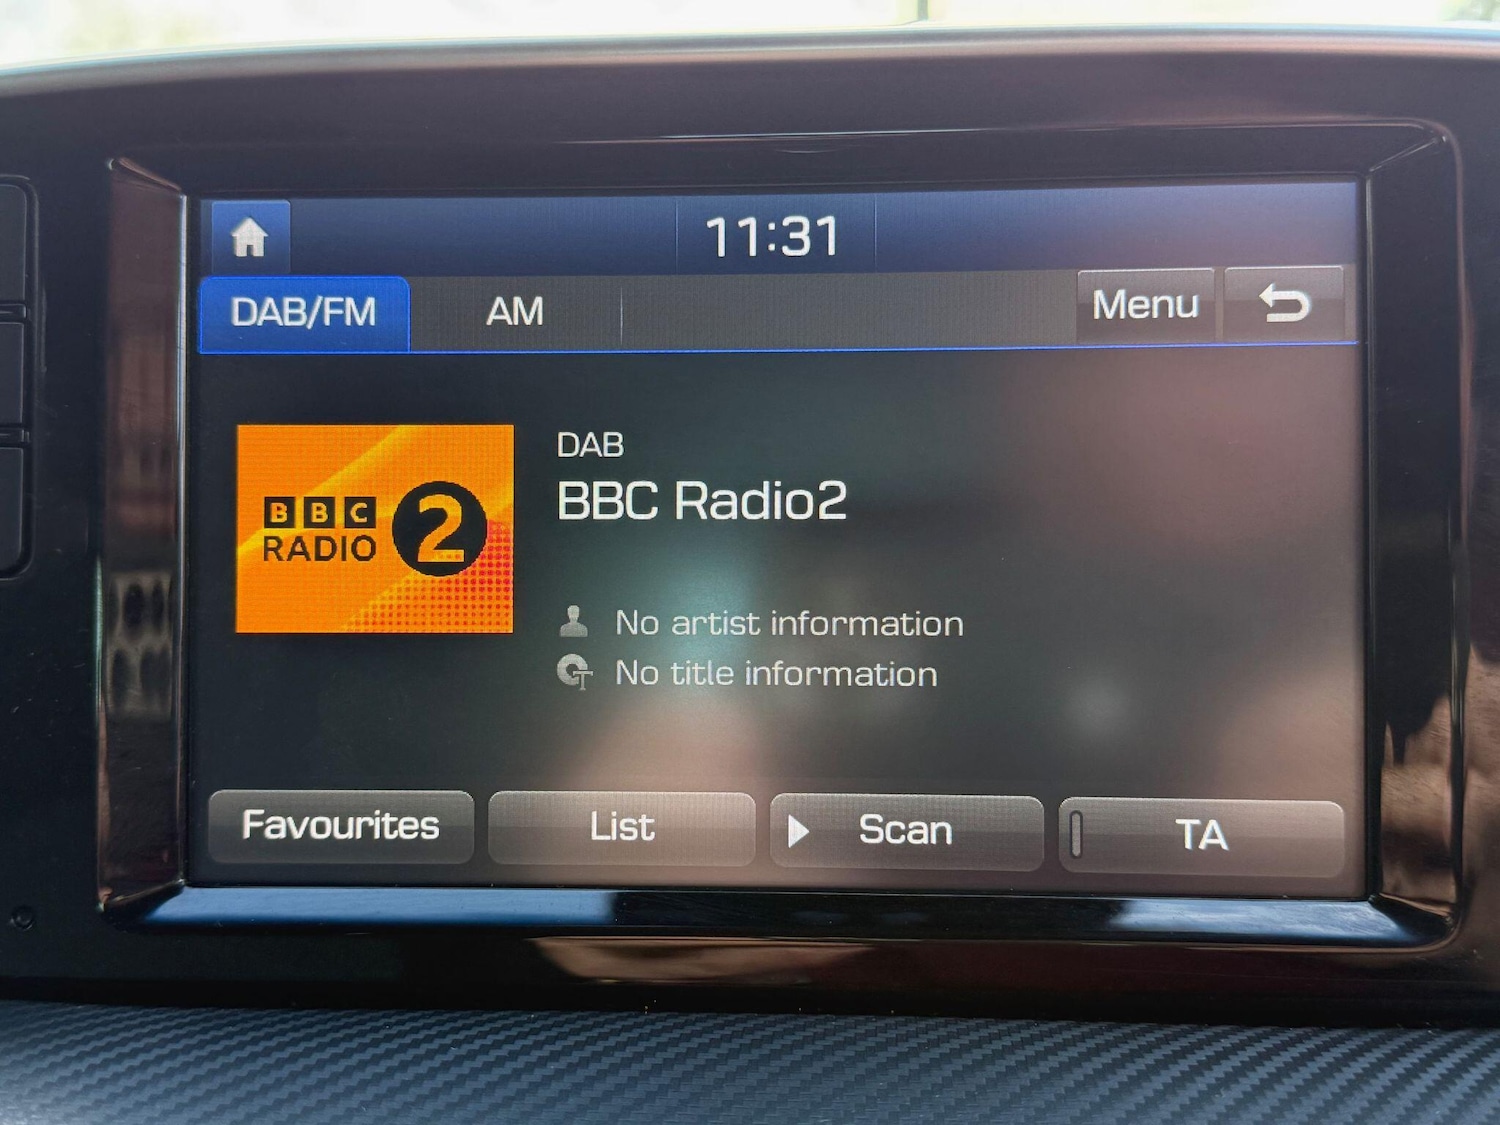 11:31
DAB/FM AM Menu
DAB
BBC Radio2
BBC
RADIO 2
No artist information
No title information
Favourites List Scan TA